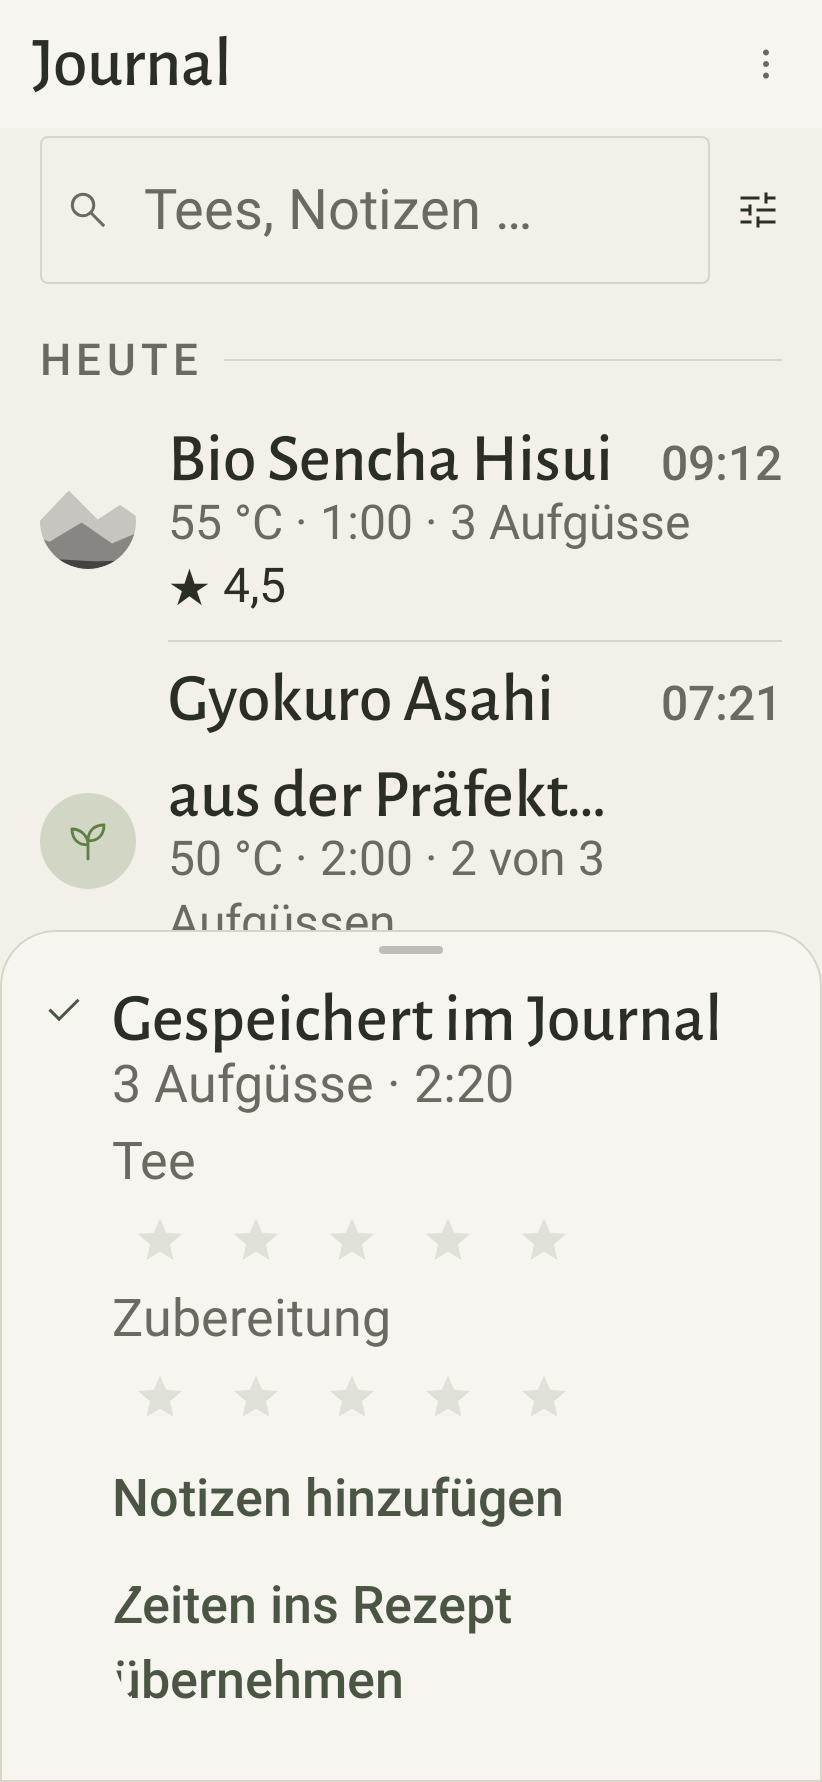 Journal
Tees, Notizen ...
HEUTE
Bio Sencha Hisui 09:12
55 °C · 1:00 · 3 Aufgüsse
★ 4,5
Gyokuro Asahi 07:21
aus der Präfekt...
50 °C · 2:00 · 2 von 3
Aufgüssen
Gespeichert im Journal
3 Aufgüsse · 2:20
Tee
Zubereitung
Notizen hinzufügen
Zeiten ins Rezept
übernehmen